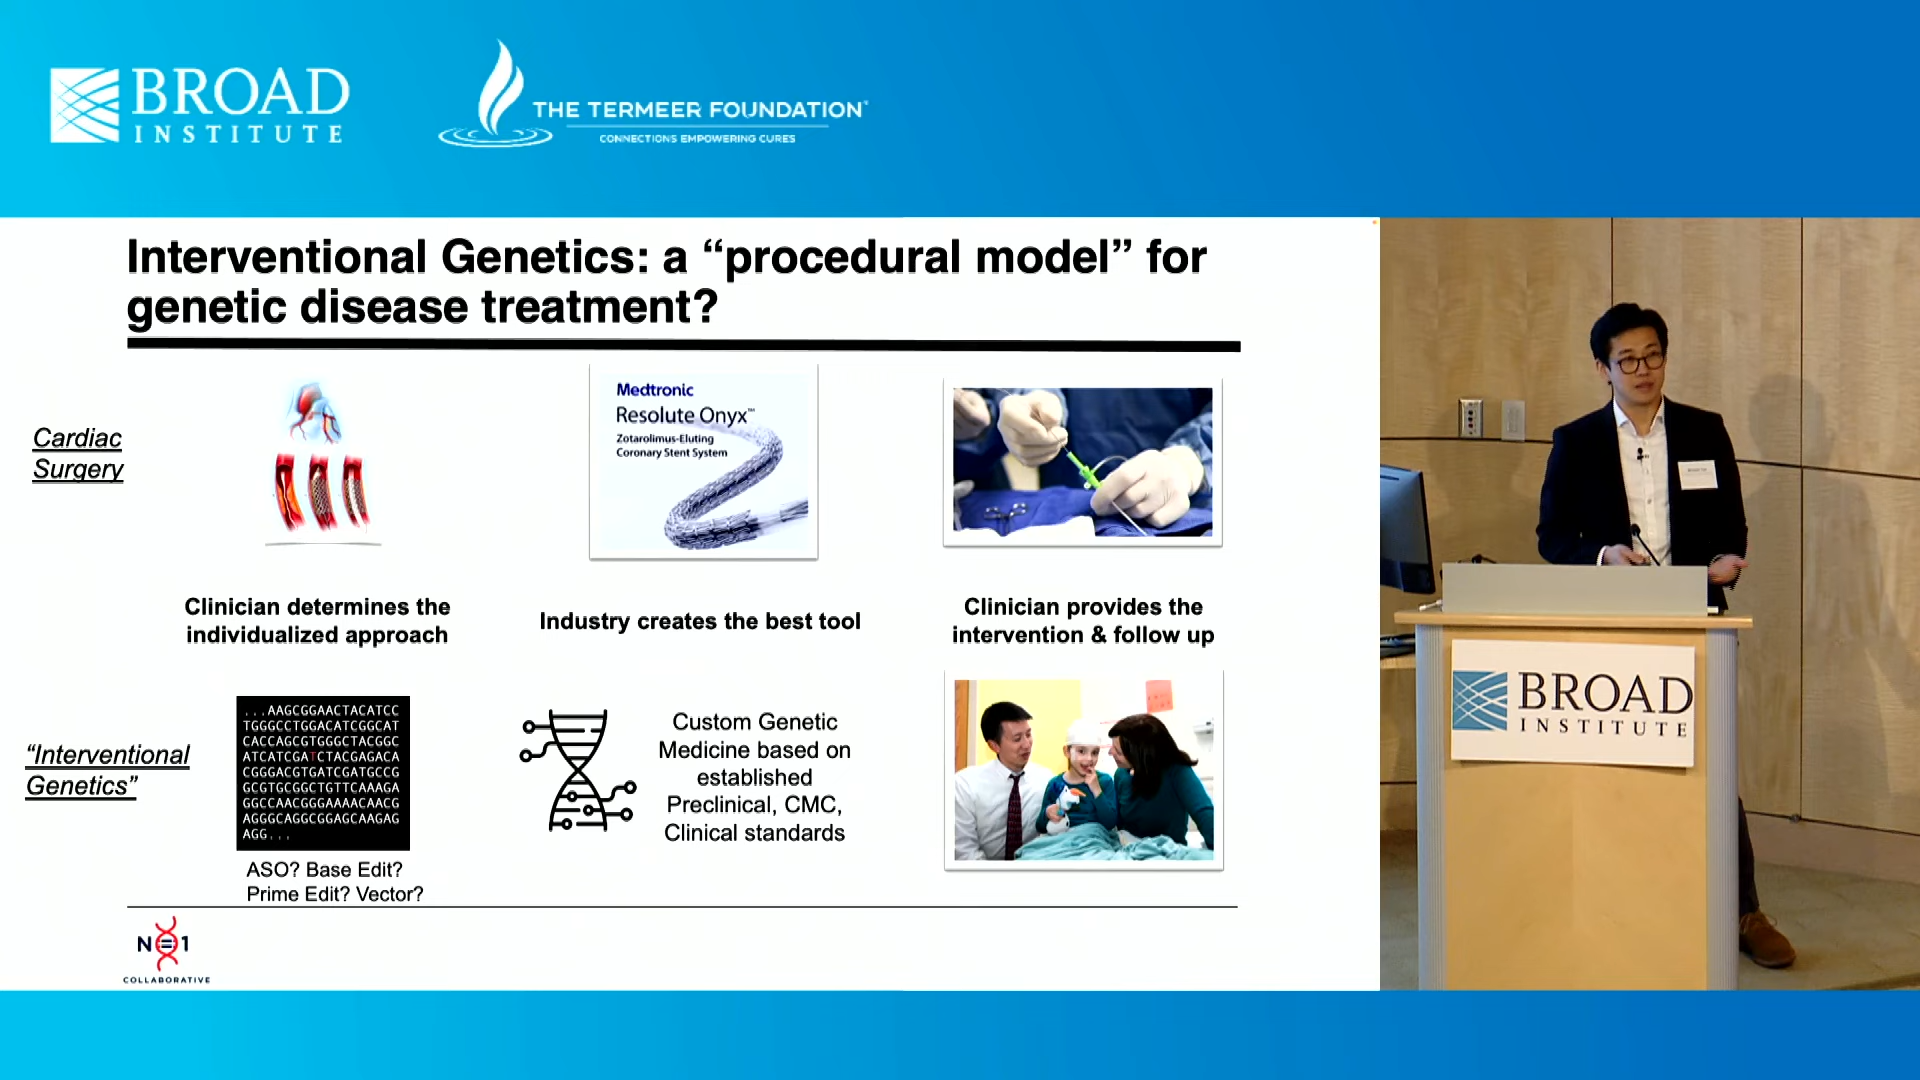 BROAD
INSTITUTE
THE TERMEER FOUNDATION
CONNECTIONS EMPOWERING CURES
Interventional Genetics: a “procedural model” for
genetic disease treatment?
Cardiac
Surgery
Medtronic
Resolute Onyx™
Zotarolimus-Eluting
Coronary Stent System
Clinician determines the
individualized approach
Industry creates the best tool
Clinician provides the
intervention & follow up
“Interventional
Genetics”
...AAGCGGAACTACATCC
TGGGCCTGGACATCGGCAT
CACCAGCGTGGGCTACGGC
ATCATCGATCTACGAGACA
CGGGACGTGATCGATGCCG
GCGTGCGGCTGTTCAAAGA
GGCCAACGGGAAAACAACG
AGGGCAGGCGGAGCAAGAG
AGG...
ASO? Base Edit?
Prime Edit? Vector?
Custom Genetic
Medicine based on
established
Preclinical, CMC,
Clinical standards
N=1
COLLABORATIVE
BROAD
INSTITUTE